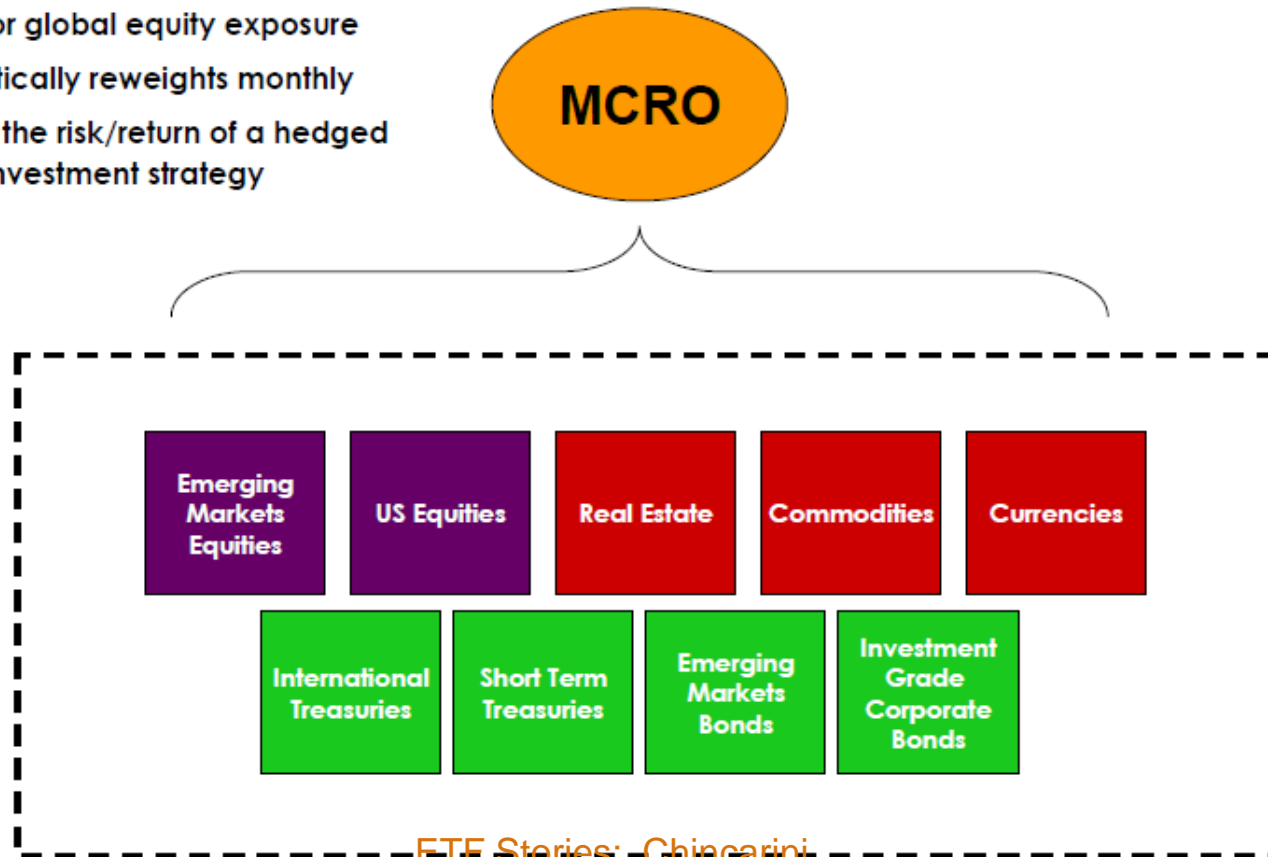 or global equity exposure
tically reweights monthly
the risk/return of a hedged
nvestment strategy
MCRO
Emerging
Markets
Equities
US Equities
Real Estate
Commodities
Currencies
International
Treasuries
Short Term
Treasuries
Emerging
Markets
Bonds
Investment
Grade
Corporate
Bonds
ETF Stories: Chincarini